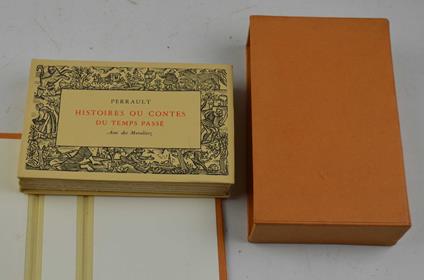 PERRAULT
HISTOIRES OU CONTES
DU TEMPS PASSÉ
Avec des Moralitez